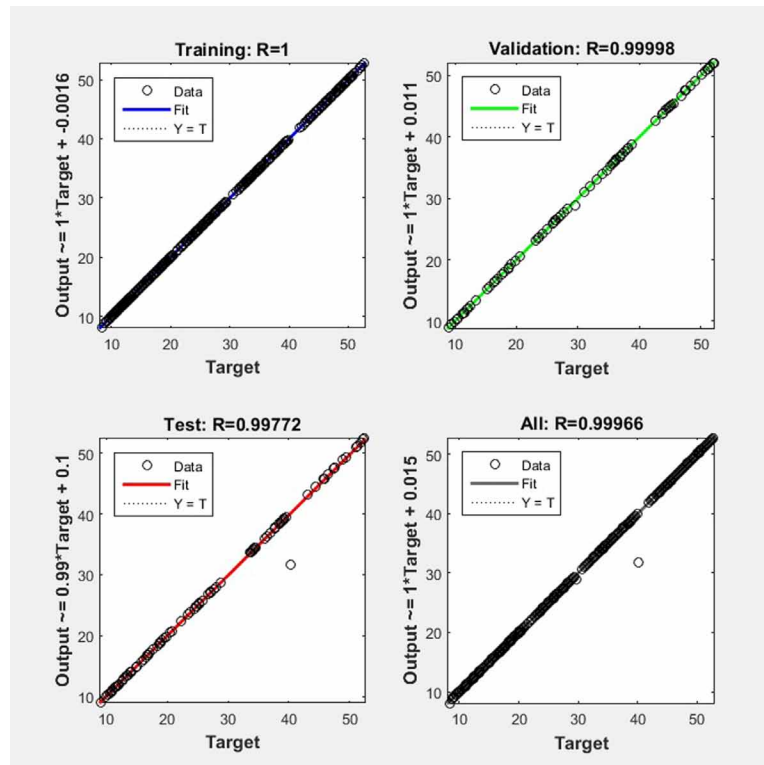 Training: R=1
Output ~= 1*Target + -0.0016
50
40
30
20
10
Data
Fit
Y = T
10 20 30 40 50
Target
Validation: R=0.99998
Output ~= 1*Target + 0.011
50
40
30
20
10
Data
Fit
Y = T
10 20 30 40 50
Target
Test: R=0.99772
Output ~= 0.99*Target + 0.1
50
40
30
20
10
Data
Fit
Y = T
10 20 30 40 50
Target
All: R=0.99966
Output ~= 1*Target + 0.015
50
40
30
20
10
Data
Fit
Y = T
10 20 30 40 50
Target